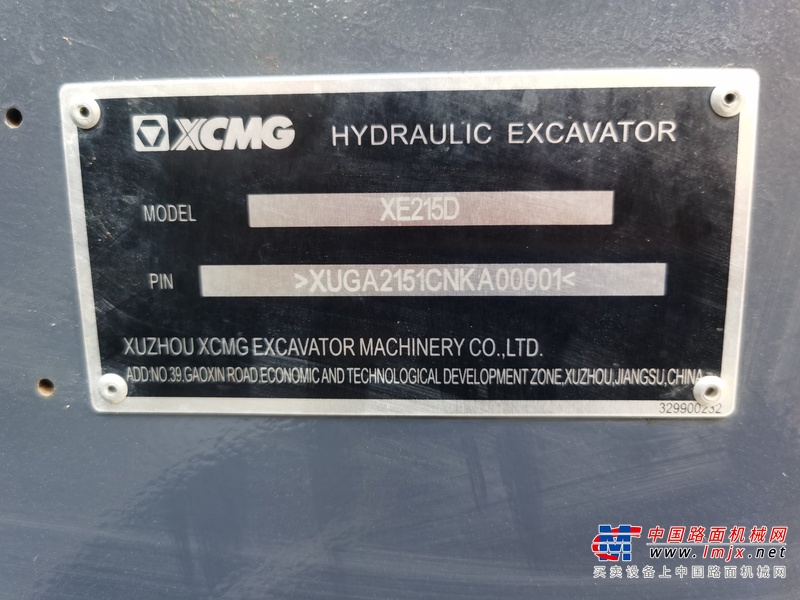 XCMG HYDRAULIC EXCAVATOR
MODEL XE215D
PIN >XUGA2151CNKA00001<
XUZHOU XCMG EXCAVATOR MACHINERY CO.,LTD.
ADD:NO.39,GAOXIN ROAD,ECONOMIC AND TECHNOLOGICAL DEVELOPMENT ZONE,XUZHOU,JIANGSU,CHINA
329900232
中国路面机械网
www.lmjx.net
买卖设备上中国路面机械网